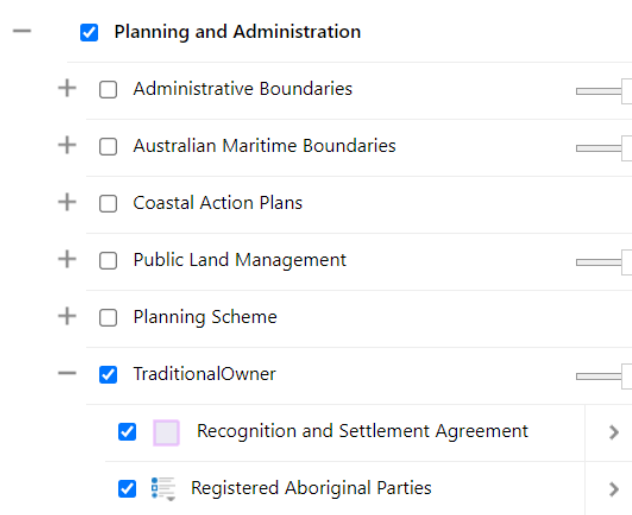 Planning and Administration
Administrative Boundaries
Australian Maritime Boundaries
Coastal Action Plans
Public Land Management
Planning Scheme
TraditionalOwner
Recognition and Settlement Agreement
Registered Aboriginal Parties